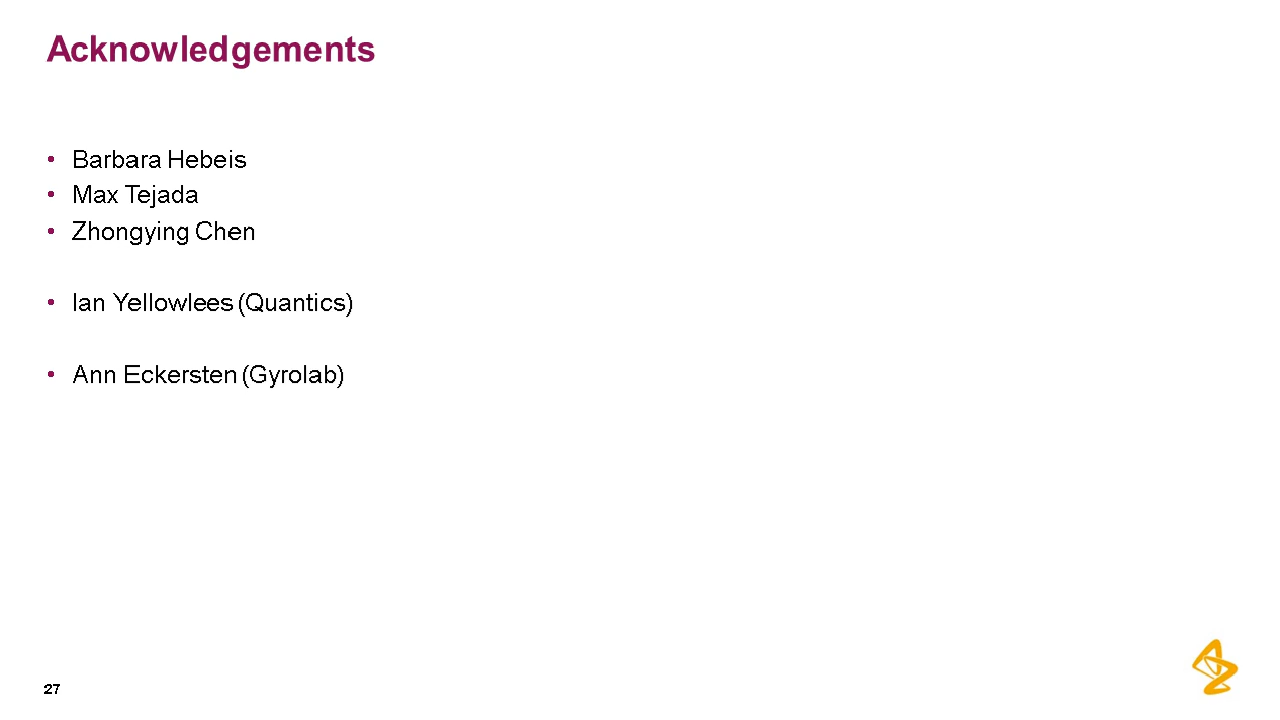 Acknowledgements
• Barbara Hebeis
• Max Tejada
• Zhongying Chen
• Ian Yellowlees (Quantics)
• Ann Eckersten (Gyrolab)
27